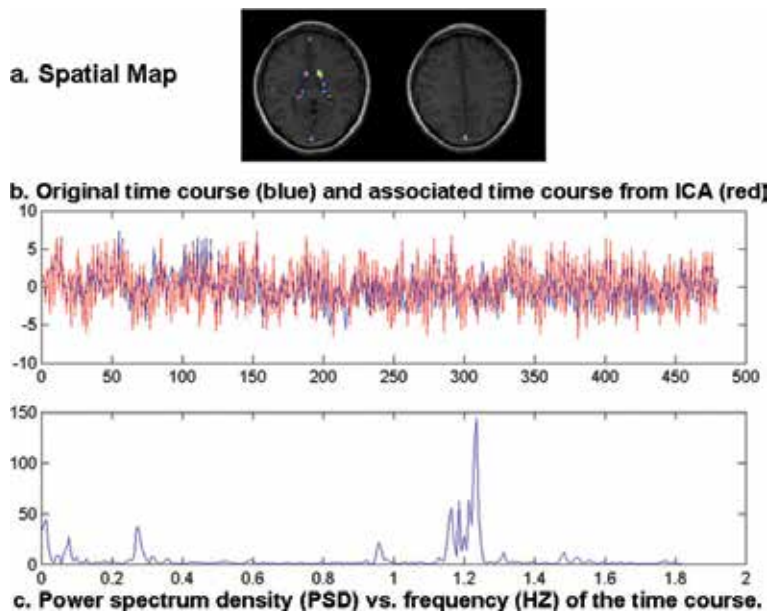 a. Spatial Map
b. Original time course (blue) and associated time course from ICA (red)
10
5
0
-5
-10
0 50 100 150 200 250 300 350 400 450 500
150
100
50
0
0 0.2 0.4 0.6 0.8 1 1.2 1.4 1.6 1.8 2
c. Power spectrum density (PSD) vs. frequency (HZ) of the time course.